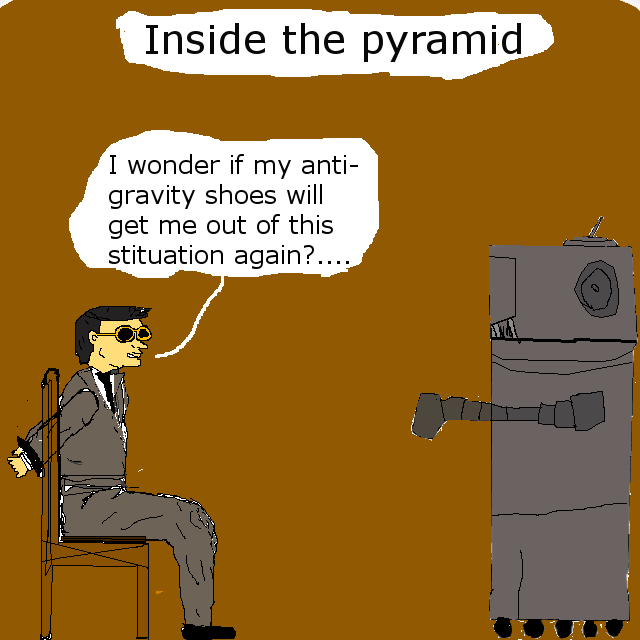 Inside the pyramid
I wonder if my anti-
gravity shoes will
get me out of this
stituation again?....